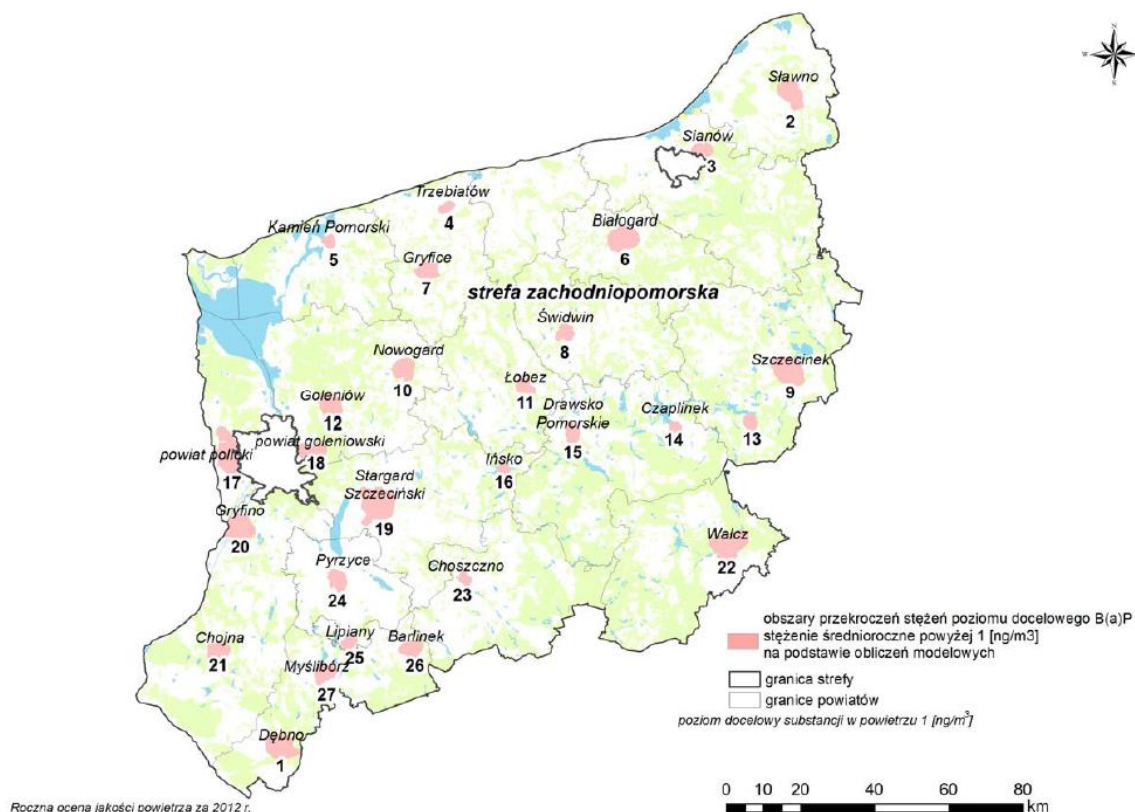 N
W
S
Sławno
2
Sianów
3
Trzebiatów
4
Kamień Pomorski
5
Białogard
6
Gryfice
7
strefa zachodniopomorska
Świdwin
8
Nowogard
10
Szczecinek
9
Łobez
11
Goleniów
12
Drawsko
Pomorskie
15
Czaplinek
14
13
powiat goleniowski
18
powiat policki
17
Ińsko
16
Stargard
Szczeciński
19
Gryfino
20
Wałcz
22
Pyrzyce
24
Choszczno
23
Chojna
21
Lipiany
25
Barlinek
26
Myślibórz
27
Dębno
1
obszary przekroczeń stężeń poziomu docelowego B(a)P
stężenie średnioroczne powyżej 1 [ng/m3]
na podstawie obliczeń modelowych
granica strefy
granice powiatów
poziom docelowy substancji w powietrzu 1 [ng/m³]
0 10 20 40 60 80
km
Roczna ocena jakości powietrza za 2012 r.